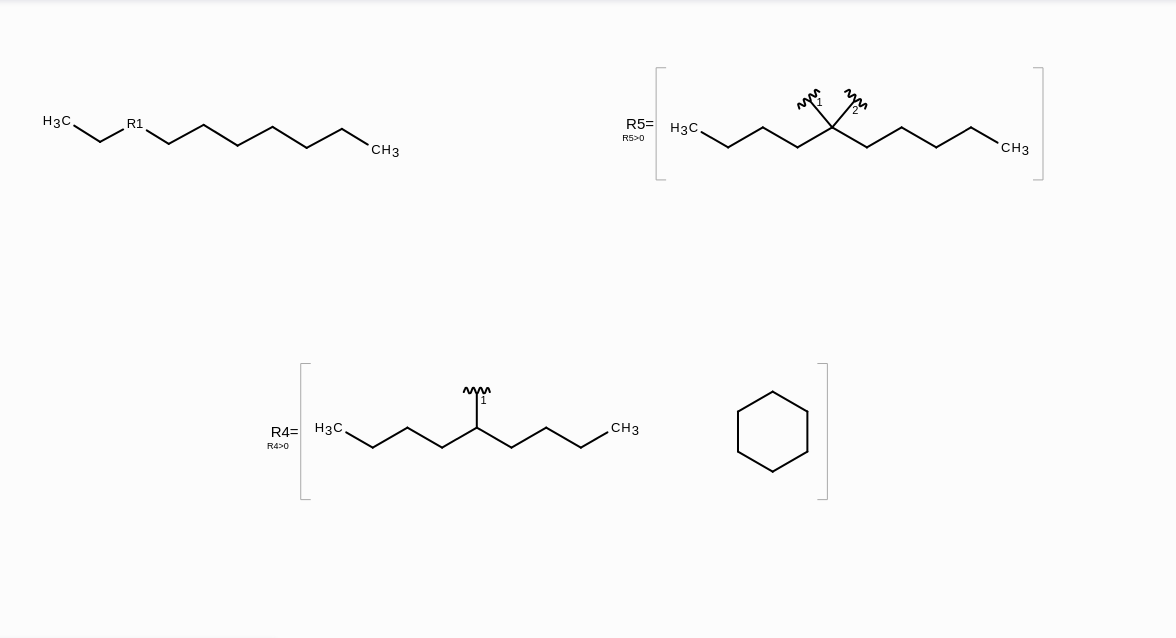 H3C R1 CH3
R5=
R5>0
H3C 1 2 CH3
R4=
R4>0
H3C 1 CH3